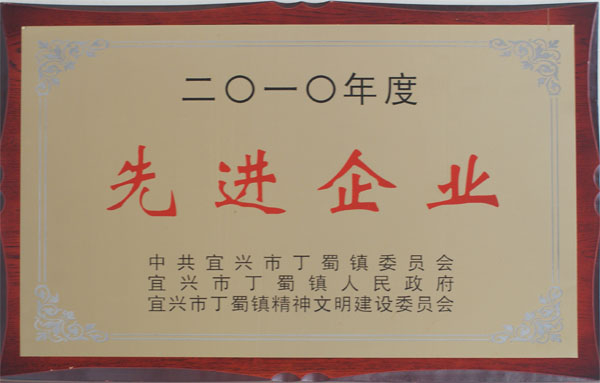 二〇一〇年度
先进企业
中共宜兴市丁蜀镇委员会
宜兴市丁蜀镇人民政府
宜兴市丁蜀镇精神文明建设委员会